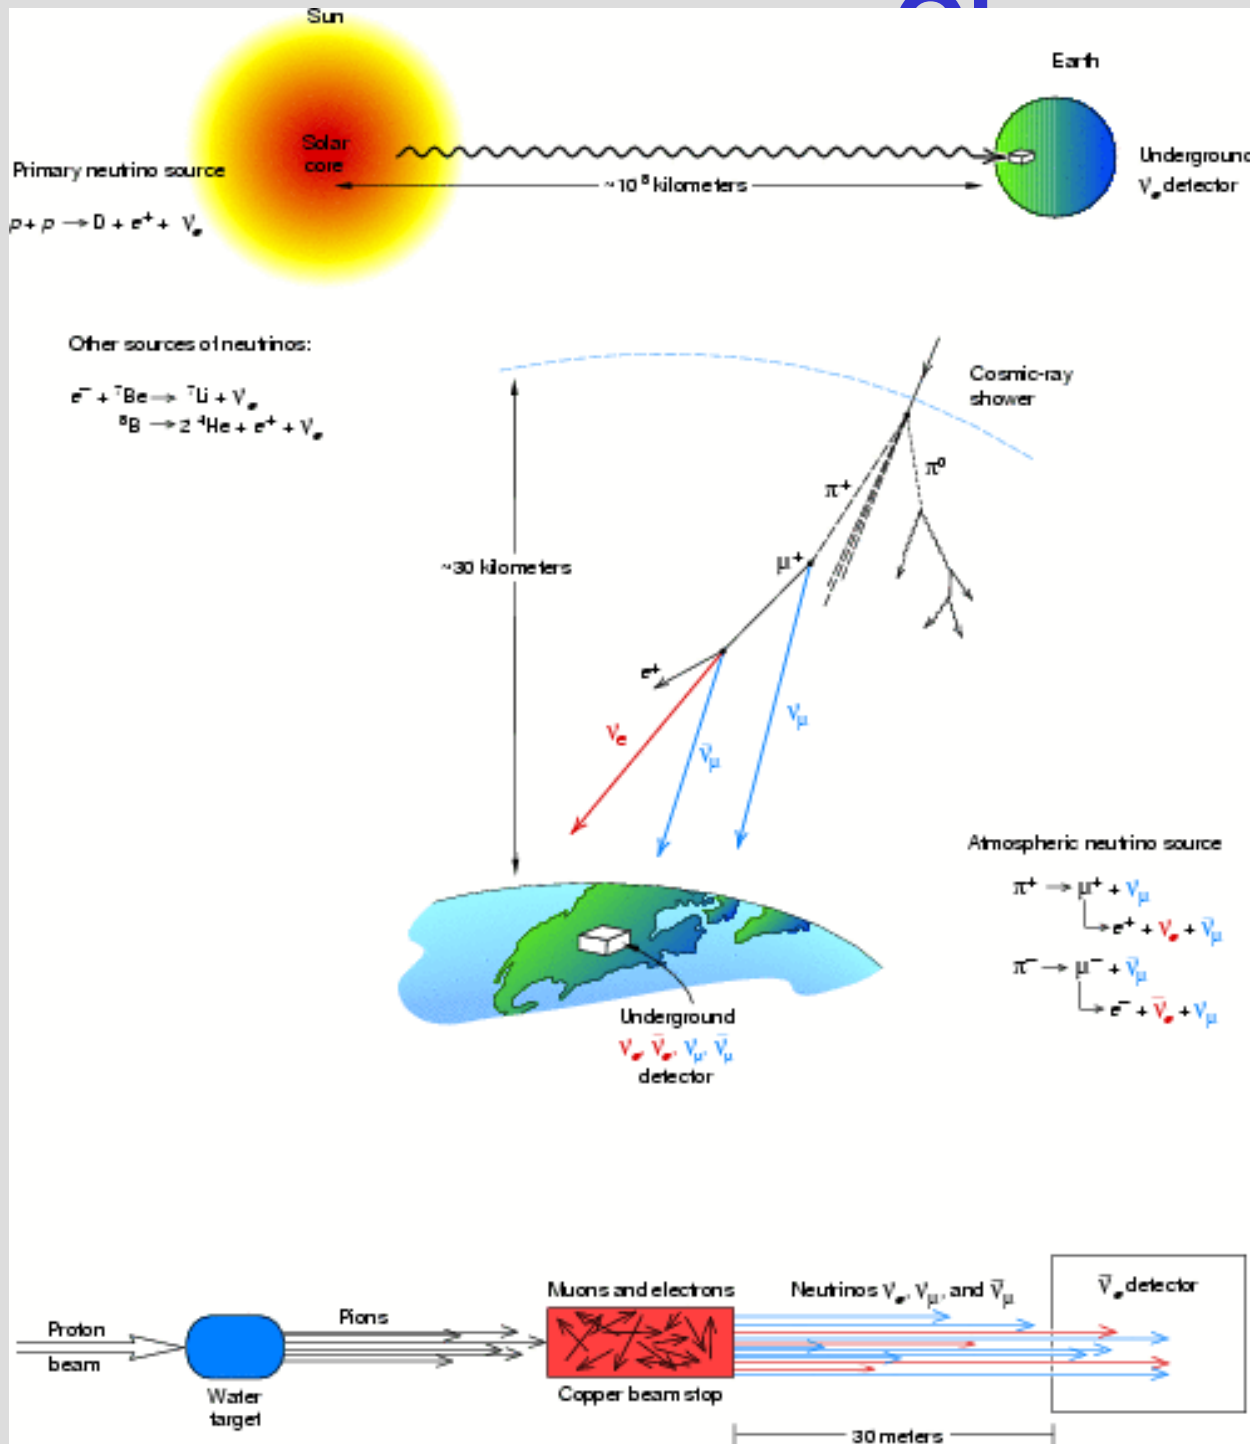 Sun
Earth
Solar
core
Primary neutrino source
p + p → D + e⁺ + νₑ
~10⁸ kilometers
Underground
νₑ detector
Other sources of neutrinos:
e⁻ + ⁷Be → ⁷Li + νₑ
⁸B → 2 ⁴He + e⁺ + νₑ
Cosmic-ray
shower
π⁺
π⁰
~30 kilometers
μ⁺
e⁺
νₑ
ν̄μ
νμ
Atmospheric neutrino source
π⁺ → μ⁺ + νμ
e⁺ + νₑ + ν̄μ
π⁻ → μ⁻ + ν̄μ
e⁻ + ν̄ₑ + νμ
Underground
νₑ, ν̄ₑ, νμ, ν̄μ
detector
Proton
beam
Water
target
Pions
Muons and electrons
Copper beam stop
Neutrinos νₑ, νμ, and ν̄μ
ν̄ₑ detector
30 meters